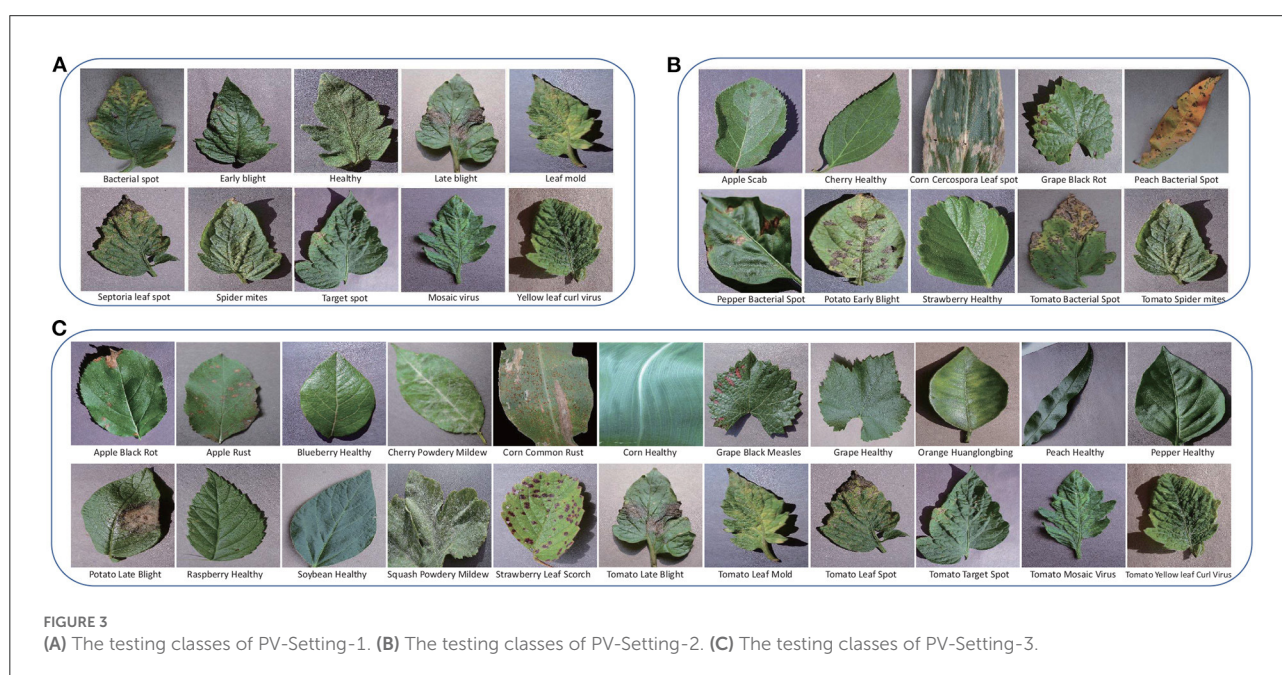 A
Bacterial spot Early blight Healthy Late blight Leaf mold
Septoria leaf spot Spider mites Target spot Mosaic virus Yellow leaf curl virus
B
Apple Scab Cherry Healthy Corn Cercospora Leaf spot Grape Black Rot Peach Bacterial Spot
Pepper Bacterial Spot Potato Early Blight Strawberry Healthy Tomato Bacterial Spot Tomato Spider mites
C
Apple Black Rot Apple Rust Blueberry Healthy Cherry Powdery Mildew Corn Common Rust Corn Healthy Grape Black Measles Grape Healthy Orange Huanglongbing Peach Healthy Pepper Healthy
Potato Late Blight Raspberry Healthy Soybean Healthy Squash Powdery Mildew Strawberry Leaf Scorch Tomato Late Blight Tomato Leaf Mold Tomato Leaf Spot Tomato Target Spot Tomato Mosaic Virus Tomato Yellow leaf Curl Virus
FIGURE 3
(A) The testing classes of PV-Setting-1. (B) The testing classes of PV-Setting-2. (C) The testing classes of PV-Setting-3.